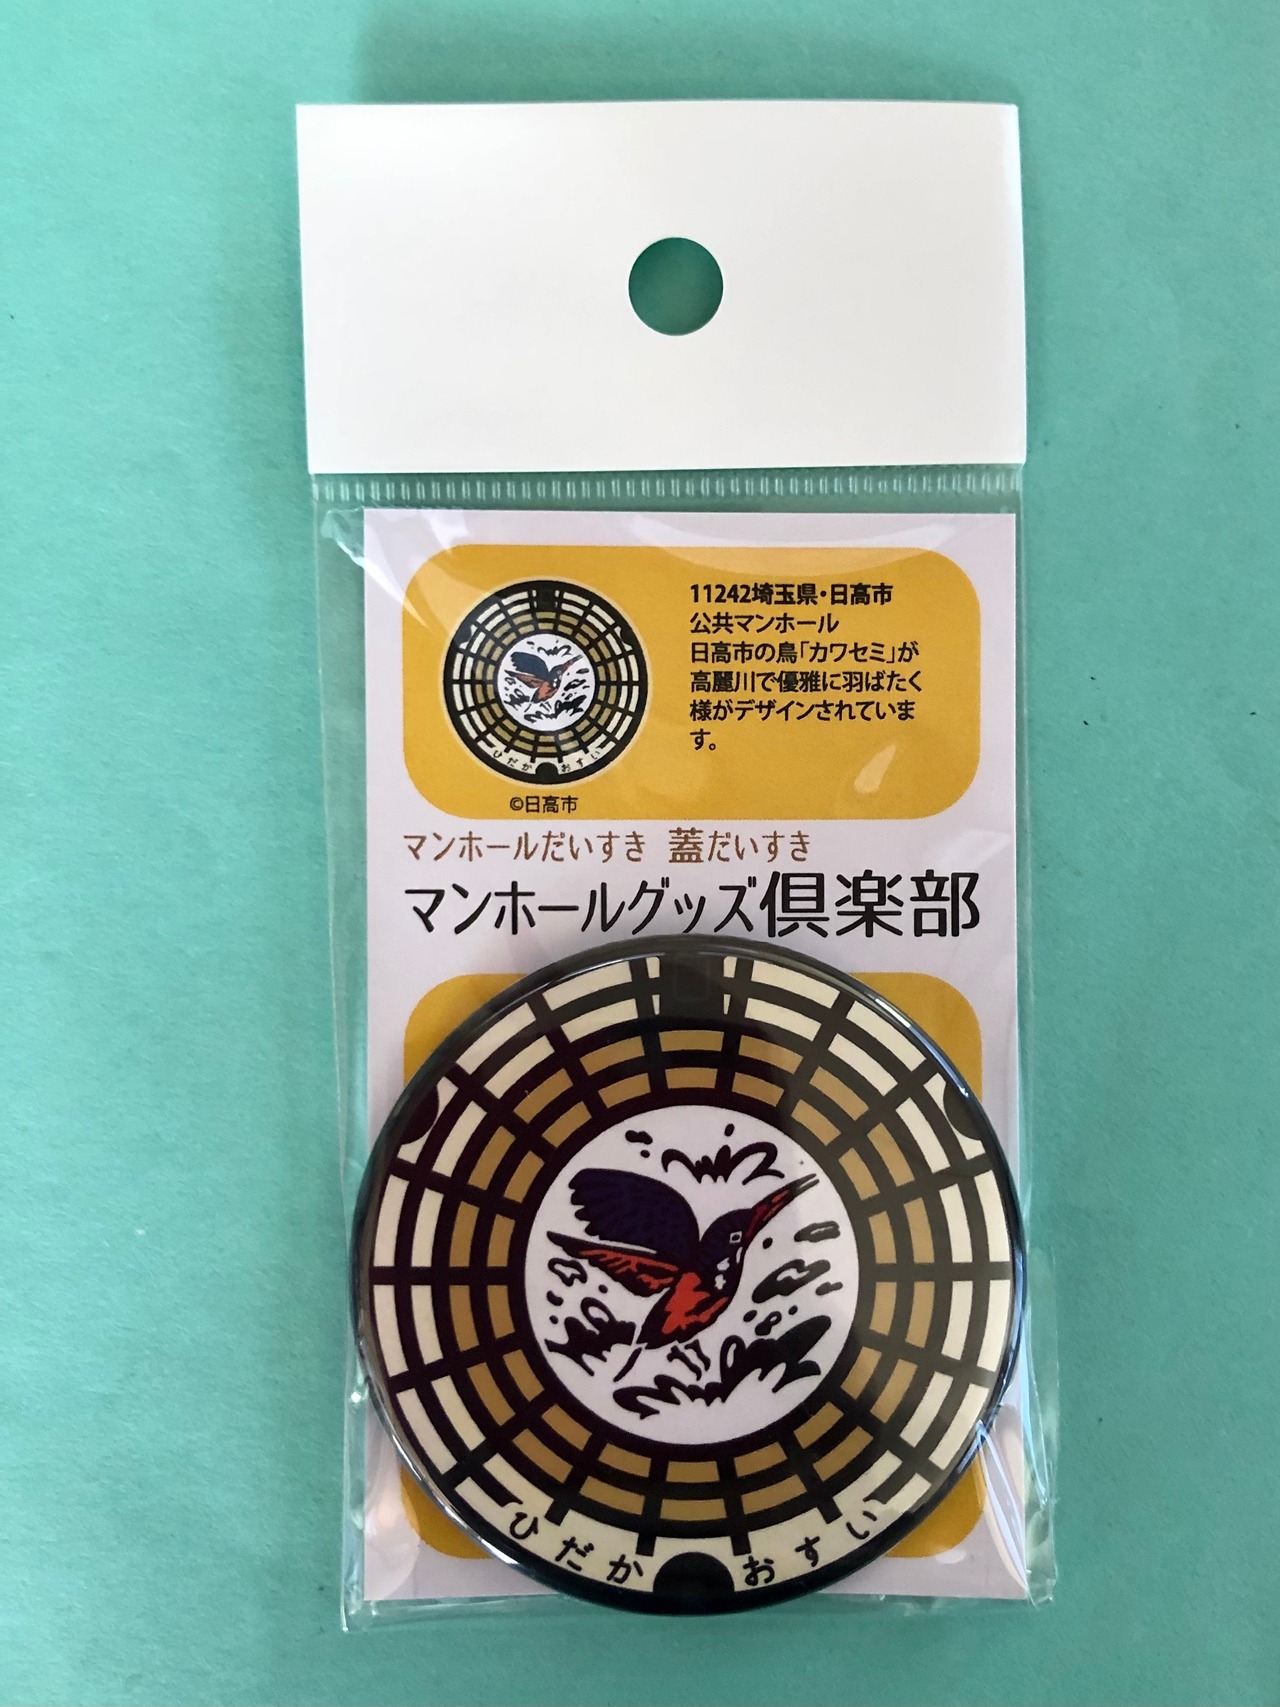 11242埼玉県・日高市
公共マンホール
日高市の鳥「カワセミ」が
高麗川で優雅に羽ばたく
様がデザインされていま
す。
ひだか おすい
©日高市
マンホールだいすき 蓋だいすき
マンホールグッズ倶楽部
ひだか おすい